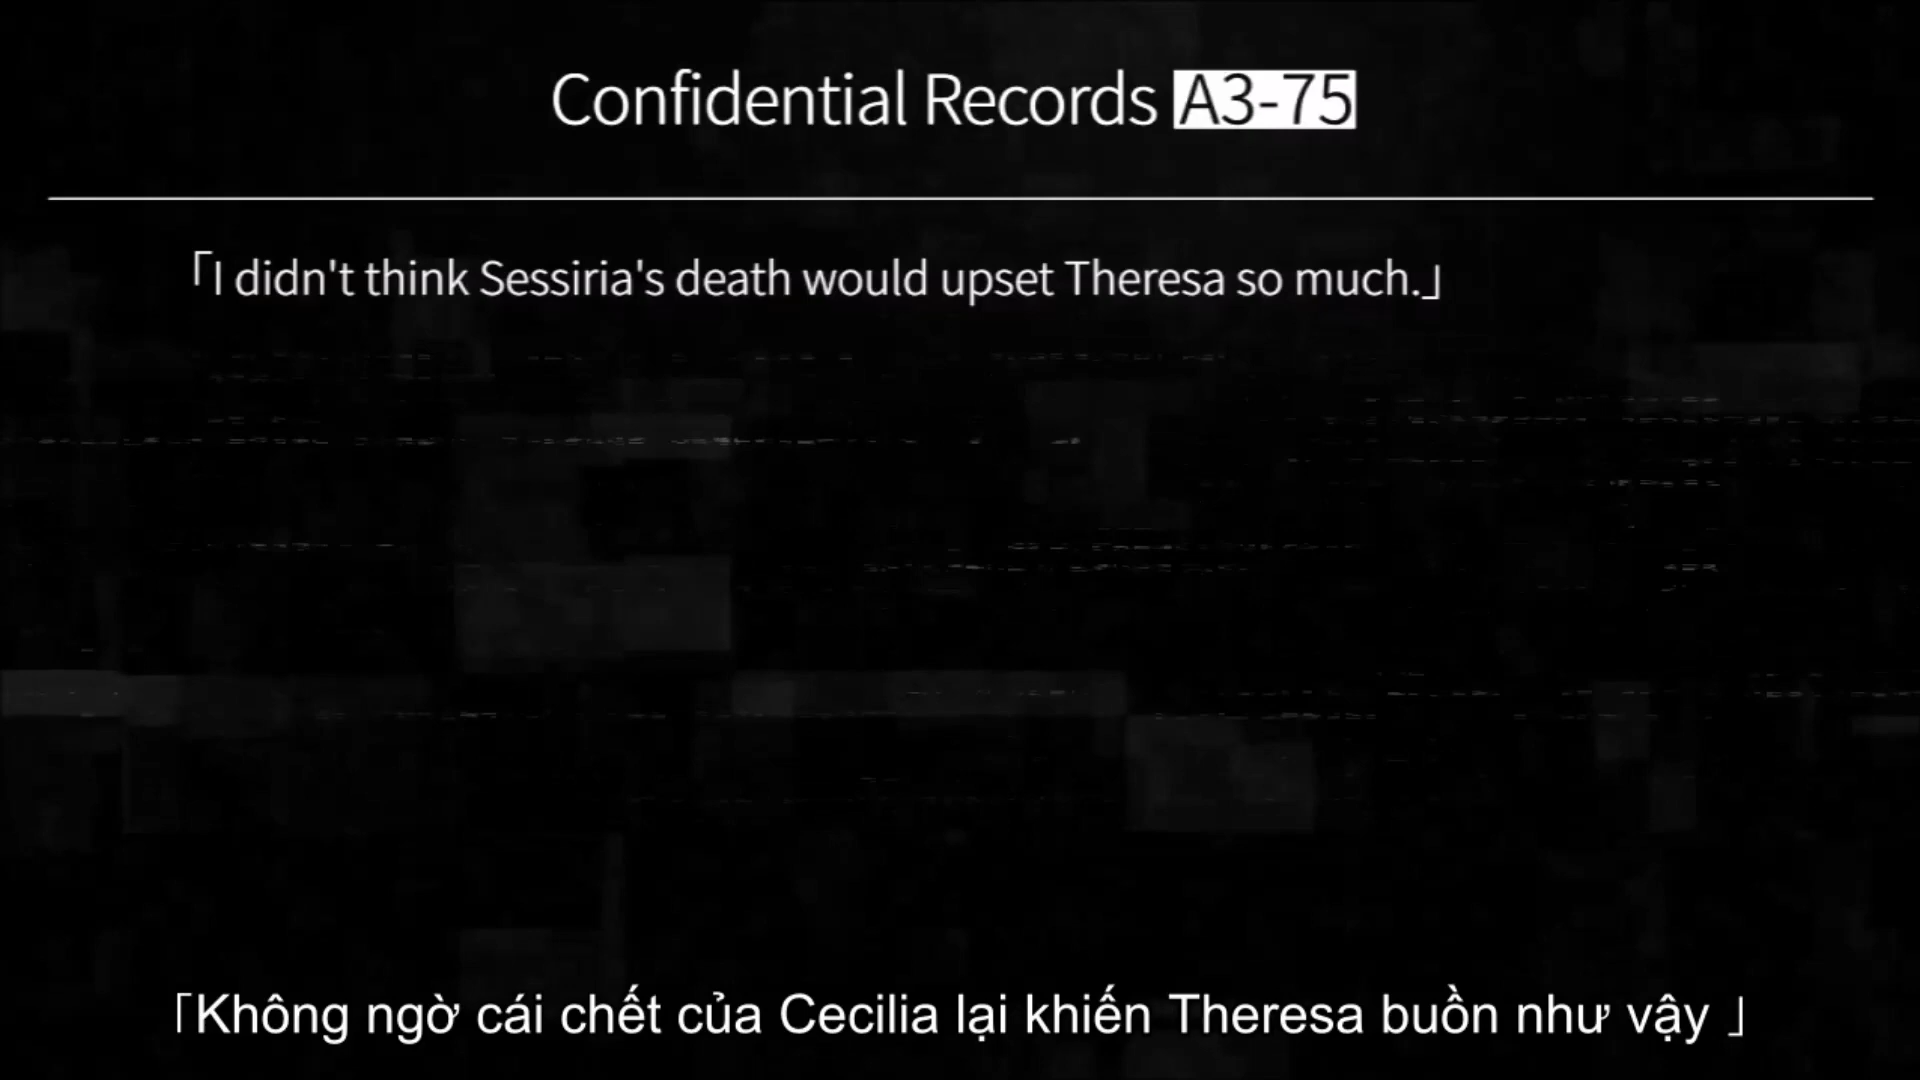 Confidential Records A3-75
「I didn't think Sessiria's death would upset Theresa so much.」
「Không ngờ cái chết của Cecilia lại khiến Theresa buồn như vậy 」